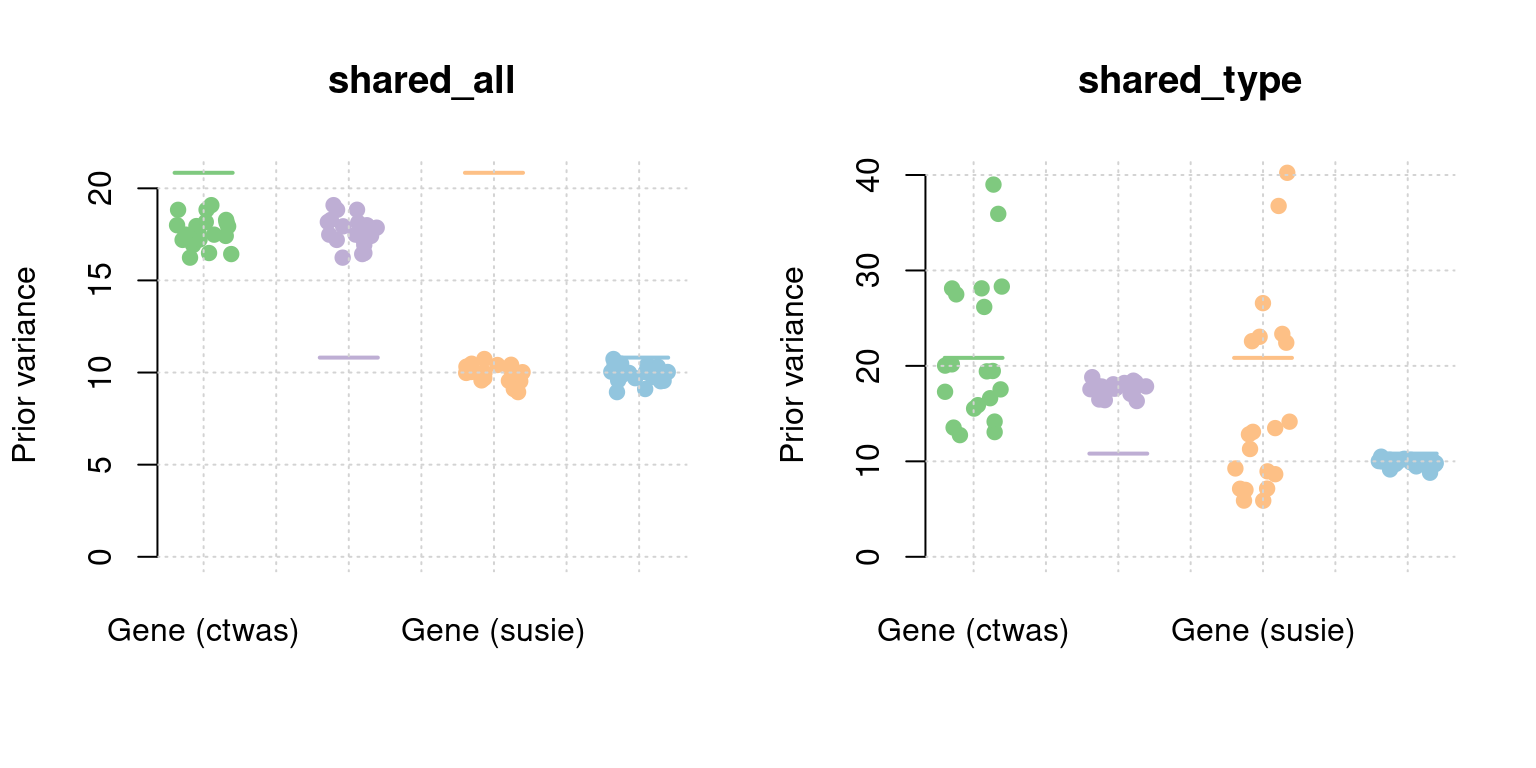 shared_all
Prior variance
20
15
10
5
0
Gene (ctwas)
Gene (susie)
shared_type
Prior variance
40
30
20
10
0
Gene (ctwas)
Gene (susie)